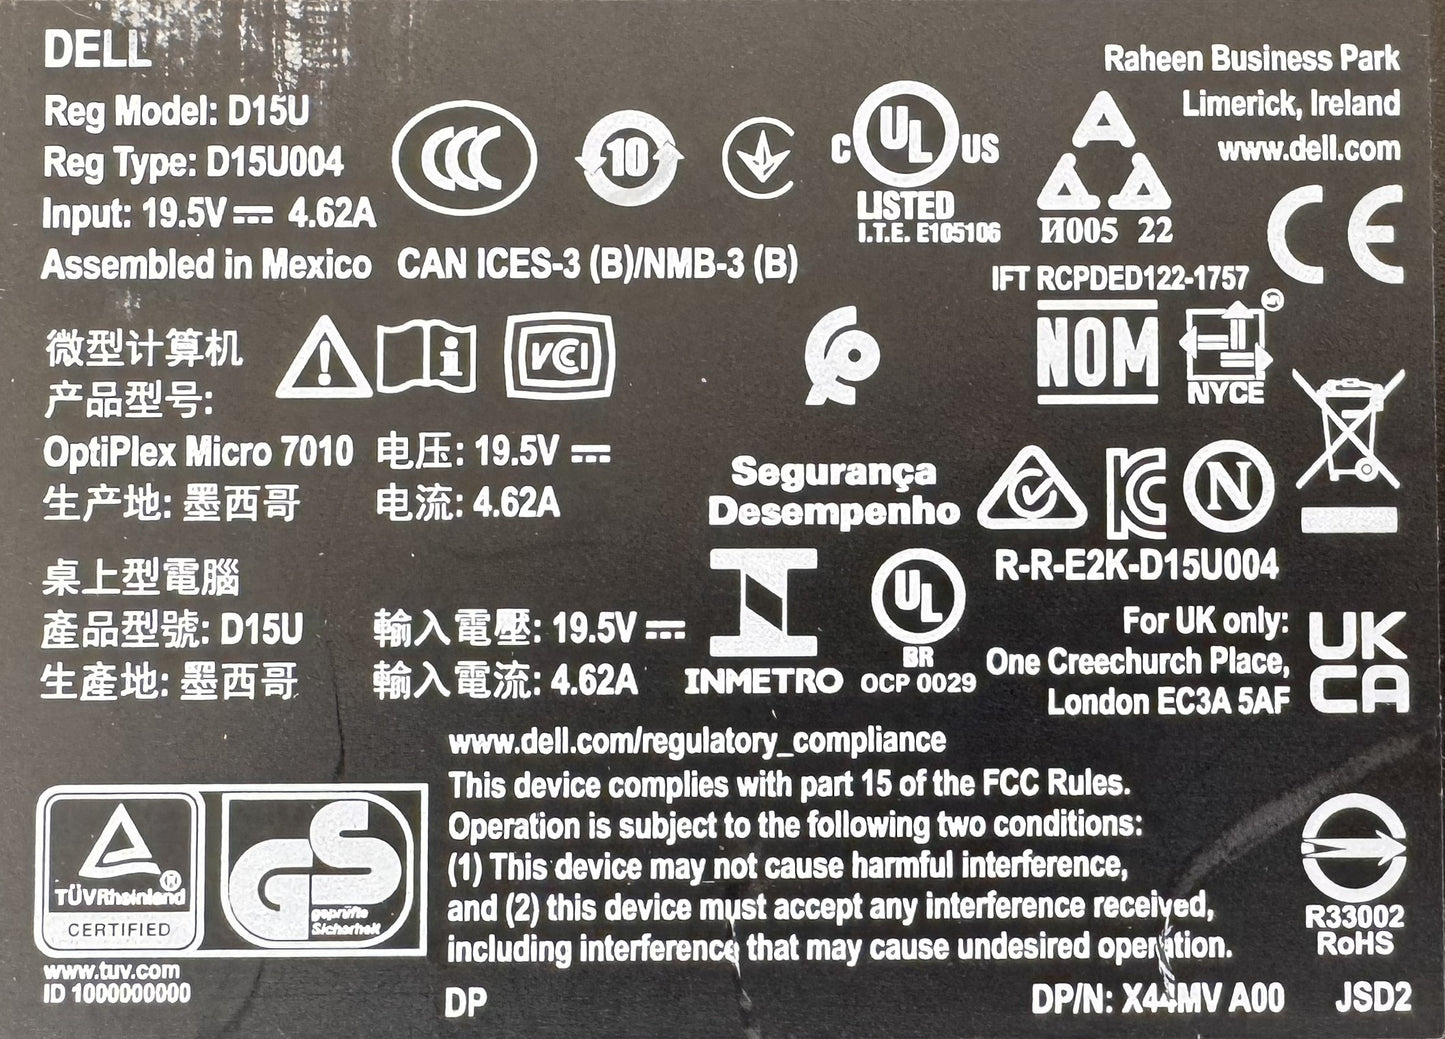 DELL
Raheen Business Park
Reg Model: D15U
Limerick, Ireland
Reg Type: D15U004
www.dell.com
Input: 19.5V⎓ 4.62A
CCC
10
C UL US
LISTED
I.T.E. E105106
И005 22
CE
Assembled in Mexico CAN ICES-3 (B)/NMB-3 (B)
IFT RCPDED122-1757
微型计算机
VCCI
NOM
NYCE
产品型号:
OptiPlex Micro 7010 电压: 19.5V⎓
生产地: 墨西哥 电流: 4.62A
Segurança
Desempenho
N
R-R-E2K-D15U004
桌上型電腦
產品型號: D15U 輸入電壓: 19.5V⎓
生產地: 墨西哥 輸入電流: 4.62A
INMETRO
UL
BR
OCP 0029
For UK only:
One Creechurch Place,
London EC3A 5AF
UK
CA
www.dell.com/regulatory_compliance
This device complies with part 15 of the FCC Rules.
Operation is subject to the following two conditions:
(1) This device may not cause harmful interference,
and (2) this device must accept any interference received,
including interference that may cause undesired operation.
TÜVRheinland®
CERTIFIED
GS
geprüfte
Sicherheit
www.tuv.com
ID 1000000000
R33002
RoHS
DP
DP/N: X44MV A00
JSD2